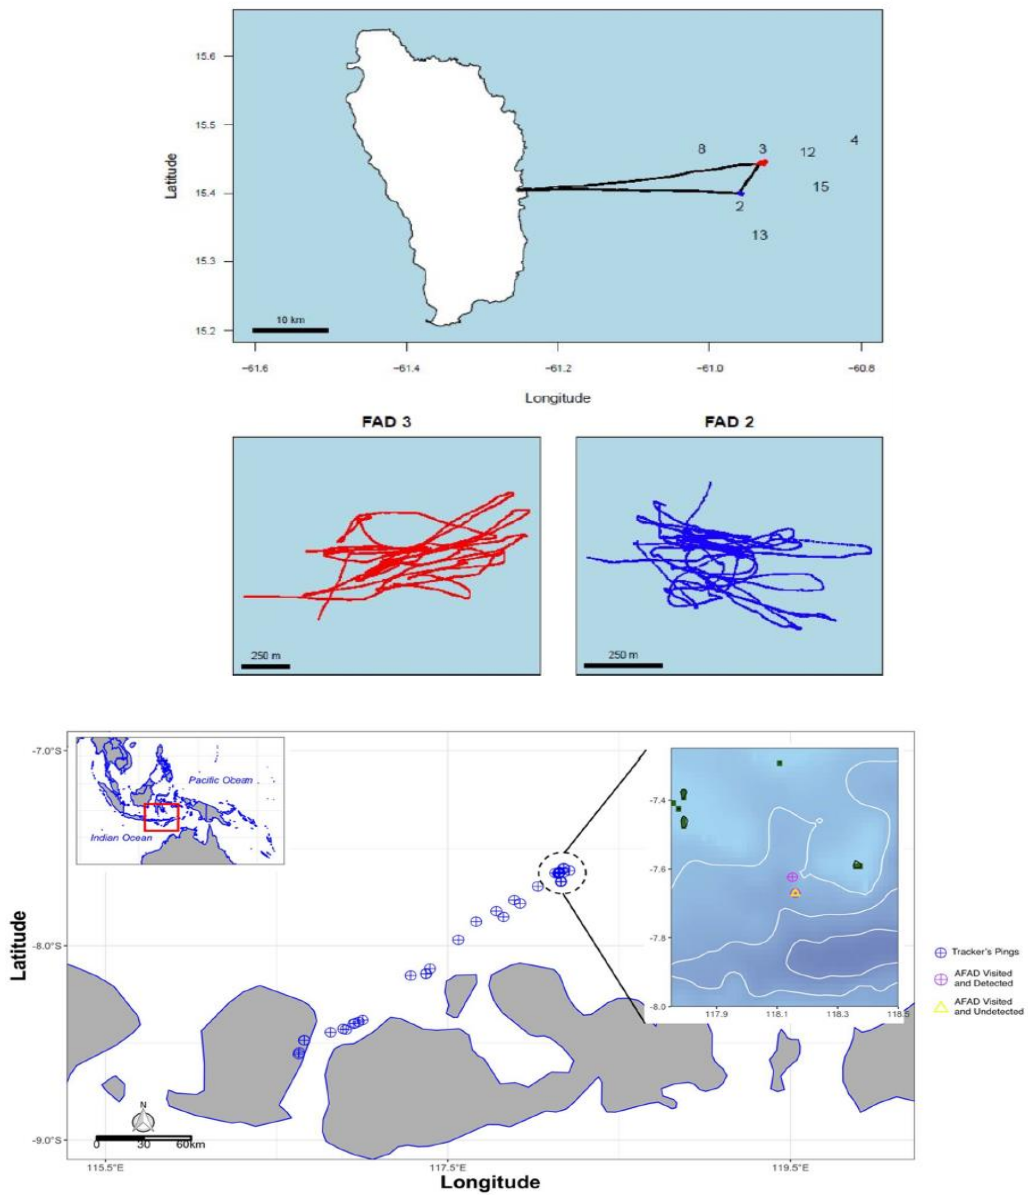 15.6
15.5
15.4
15.3
15.2
Latitude
8
3
12
4
15
2
13
10 km
−61.6
−61.4
−61.2
−61.0
−60.8
Longitude
FAD 3
FAD 2
250 m
250 m
-7.0°S
-8.0°S
-9.0°S
Latitude
Pacific Ocean
Indian Ocean
-7.4
-7.6
-7.8
-8.0
117.9
118.1
118.3
118.5
Tracker's Pings
AFAD Visited
and Detected
AFAD Visited
and Undetected
N
0 30 60km
115.5°E
117.5°E
119.5°E
Longitude